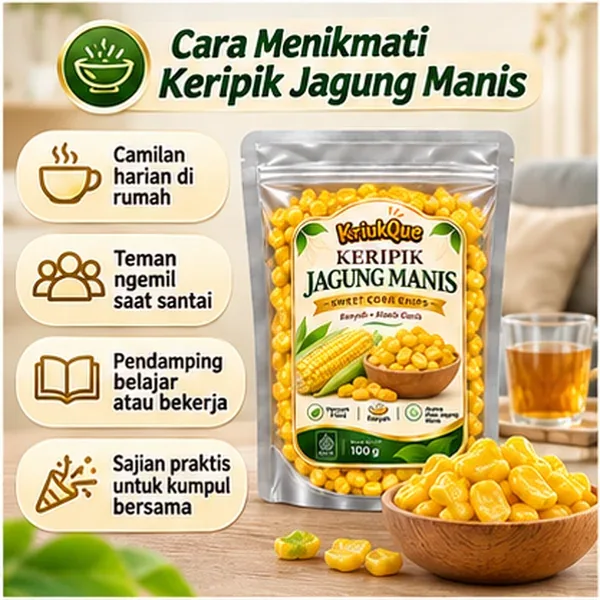 Cara Menikmati
Keripik Jagung Manis
Camilan
harian di
rumah
Teman
ngemil
saat santai
Pendamping
belajar
atau bekerja
Sajian praktis
untuk kumpul
bersama
KriukQue
KERIPIK
JAGUNG MANIS
100 g